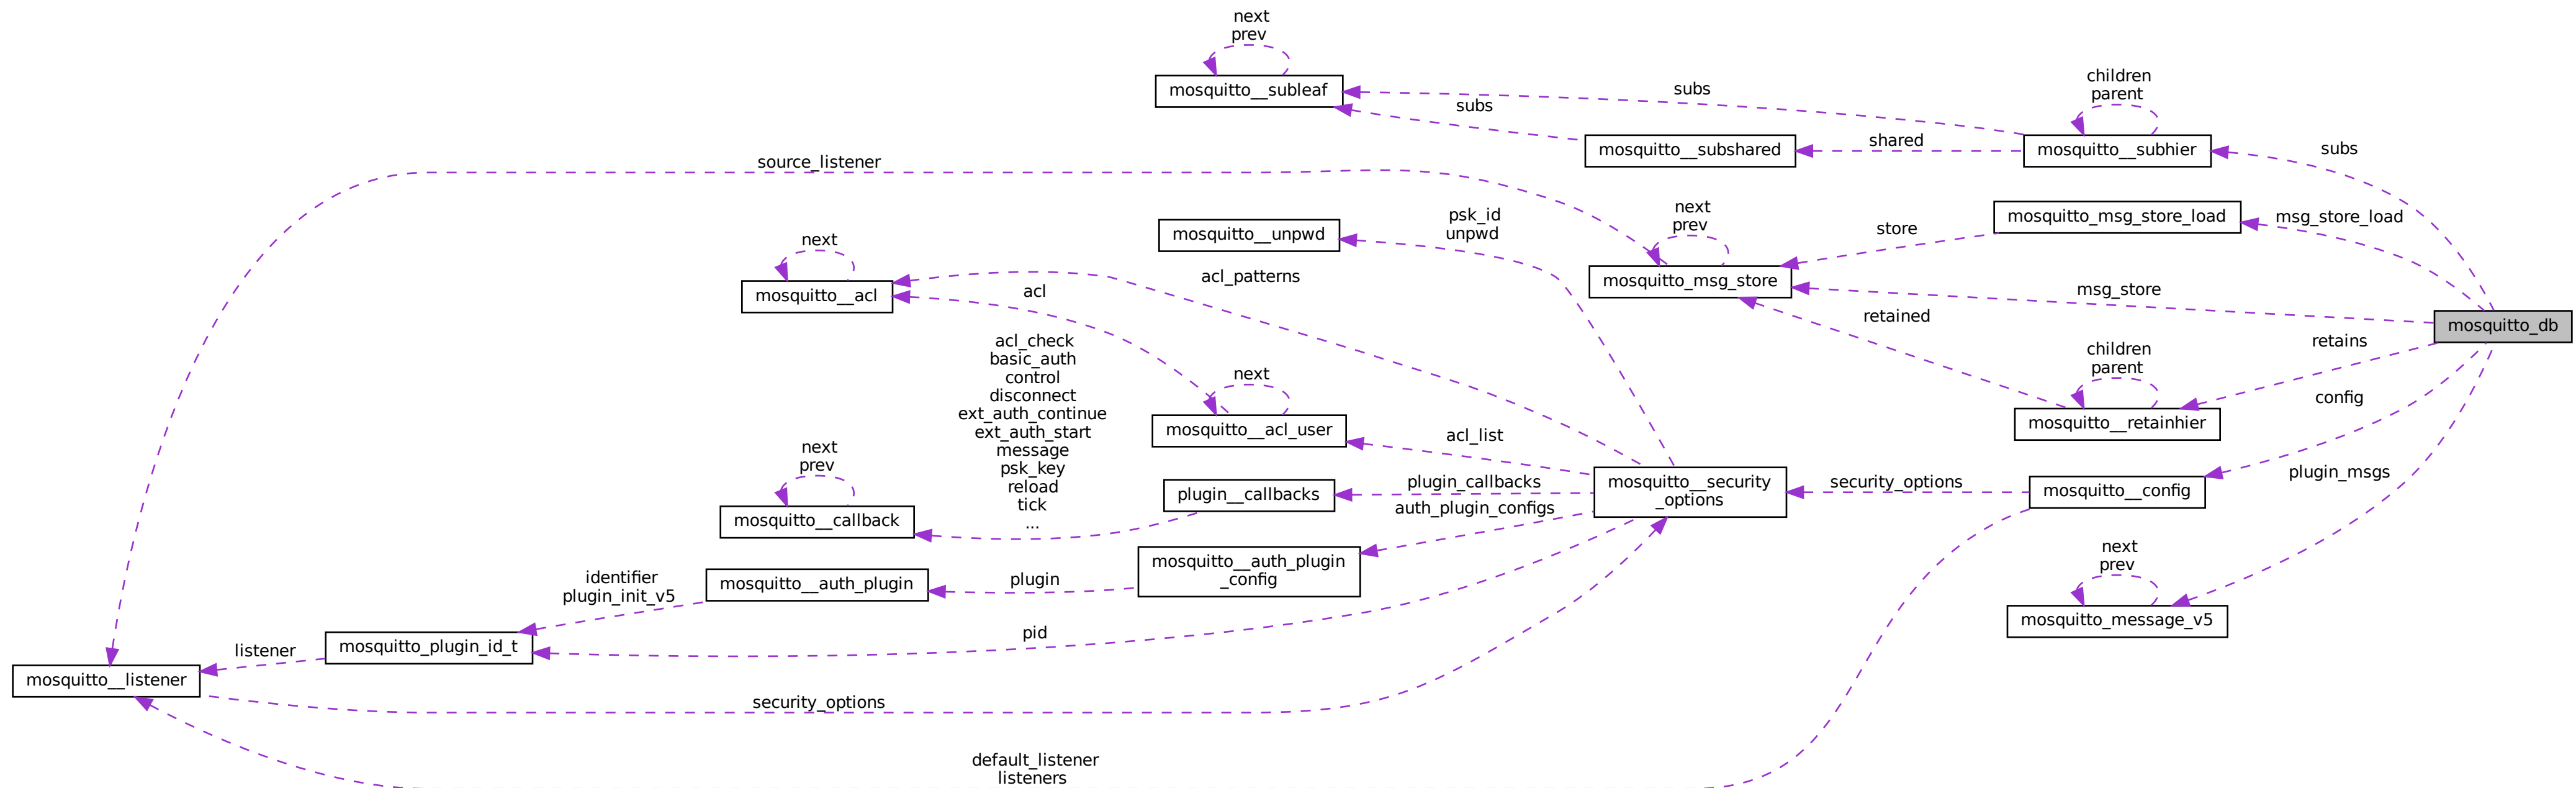 next
prev
mosquitto__subleaf
children
parent
subs
subs
mosquitto__subshared
shared
mosquitto__subhier
subs
source_listener
next
prev
psk_id
unpwd
mosquitto__unpwd
store
mosquitto_msg_store_load
msg_store_load
next
mosquitto__acl
acl_patterns
acl
mosquitto_msg_store
msg_store
retained
mosquitto_db
retains
acl_check
basic_auth
control
disconnect
ext_auth_continue
ext_auth_start
message
psk_key
reload
tick
...
next
mosquitto__acl_user
children
parent
mosquitto__retainhier
config
acl_list
next
prev
mosquitto__callback
plugin__callbacks
plugin_callbacks
auth_plugin_configs
mosquitto__security
_options
security_options
mosquitto__config
plugin_msgs
identifier
plugin_init_v5
mosquitto__auth_plugin
plugin
mosquitto__auth_plugin
_config
next
prev
mosquitto_message_v5
pid
listener
mosquitto_plugin_id_t
mosquitto__listener
security_options
default_listener
listeners